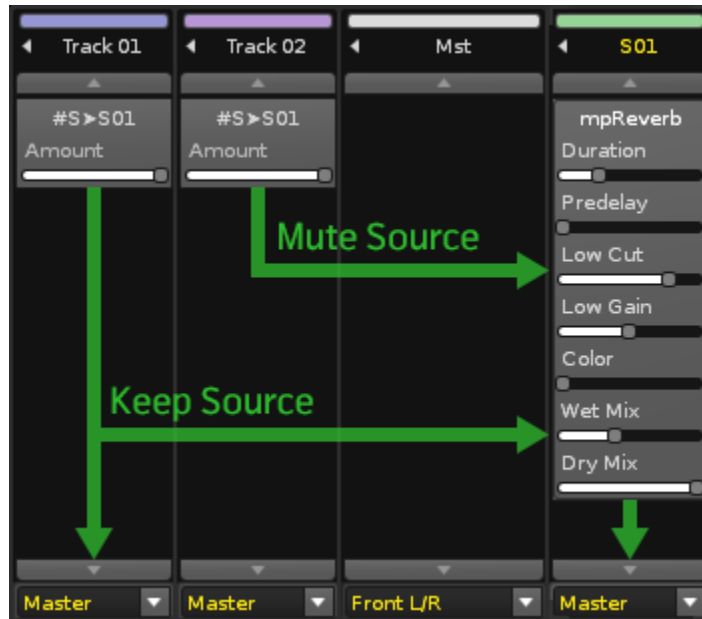 Track 01
Track 02
Mst
S01
#S➤S01
Amount
#S➤S01
Amount
mpReverb
Duration
Predelay
Low Cut
Low Gain
Color
Wet Mix
Dry Mix
Mute Source
Keep Source
Master
Master
Front L/R
Master